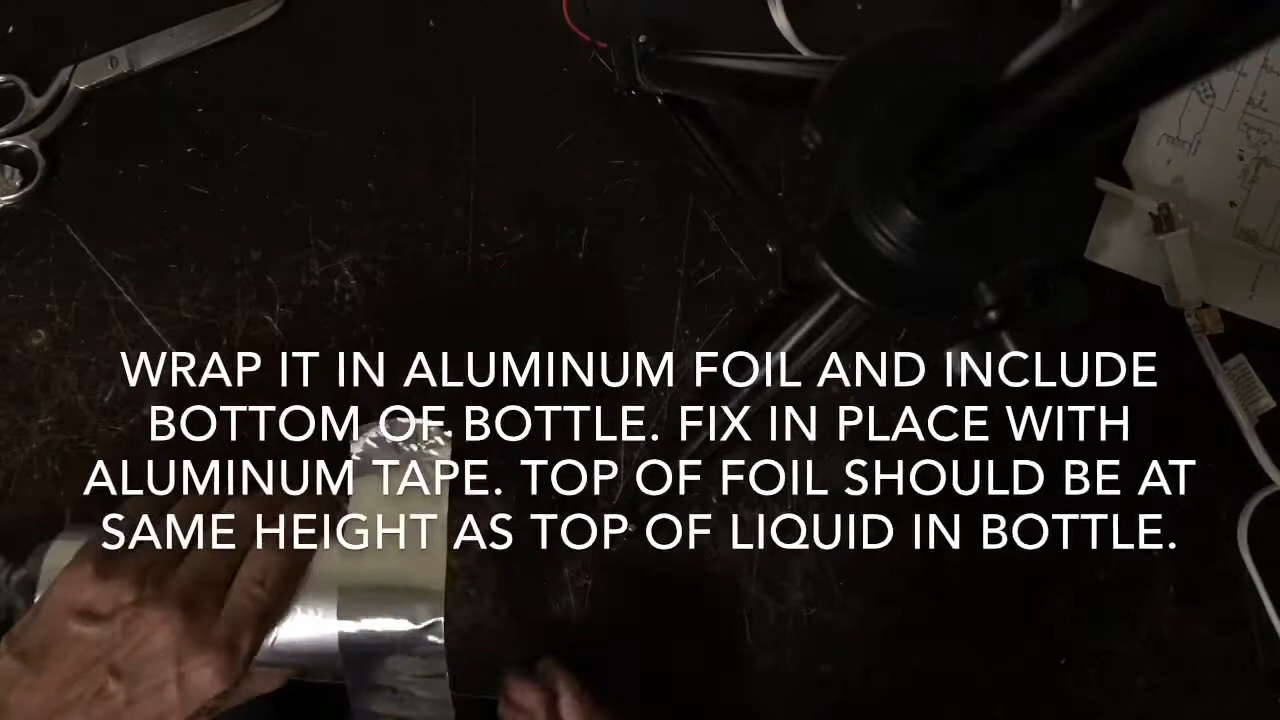 WRAP IT IN ALUMINUM FOIL AND INCLUDE
BOTTOM OF BOTTLE. FIX IN PLACE WITH
ALUMINUM TAPE. TOP OF FOIL SHOULD BE AT
SAME HEIGHT AS TOP OF LIQUID IN BOTTLE.